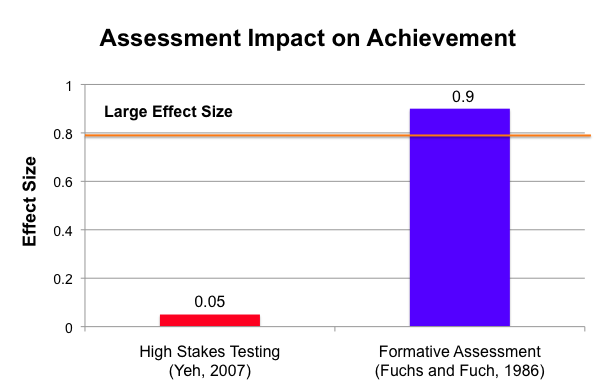 Assessment Impact on Achievement
Effect Size
1
0.8
0.6
0.4
0.2
0
Large Effect Size
0.05
0.9
High Stakes Testing
(Yeh, 2007)
Formative Assessment
(Fuchs and Fuch, 1986)